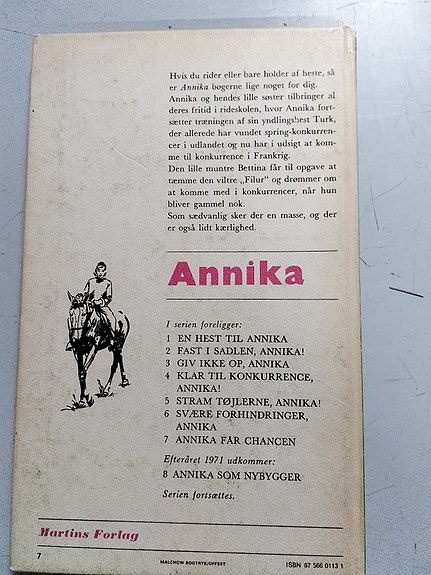 Hvis du rider eller bare holder af heste, så
er Annika bøgerne lige noget for dig.
Annika og hendes lille søster tilbringer al
deres fritid i rideskolen, hvor Annika fort-
sætter træningen af sin yndlingshest Turk,
der allerede har vundet spring-konkurren-
cer i udlandet og nu har i udsigt at kom-
me til konkurrence i Frankrig.
Den lille muntre Bettina får til opgave at
tæmme den viltre „Filur" og drømmer om
at komme med i konkurrencer, når hun
bliver gammel nok.
Som sædvanlig sker der en masse, og der
er også lidt kærlighed.
Annika
I serien foreligger:
1 EN HEST TIL ANNIKA
2 FAST I SADLEN, ANNIKA!
3 GIV IKKE OP, ANNIKA
4 KLAR TIL KONKURRENCE,
ANNIKA!
5 STRAM TØJLERNE, ANNIKA!
6 SVÆRE FORHINDRINGER,
ANNIKA
7 ANNIKA FÅR CHANCEN
Efteråret 1971 udkommer:
8 ANNIKA SOM NYBYGGER
Serien fortsættes.
Martins Forlag
7
MALCHOW BOGTRYK/OFFSET
ISBN 87 566 0113 1